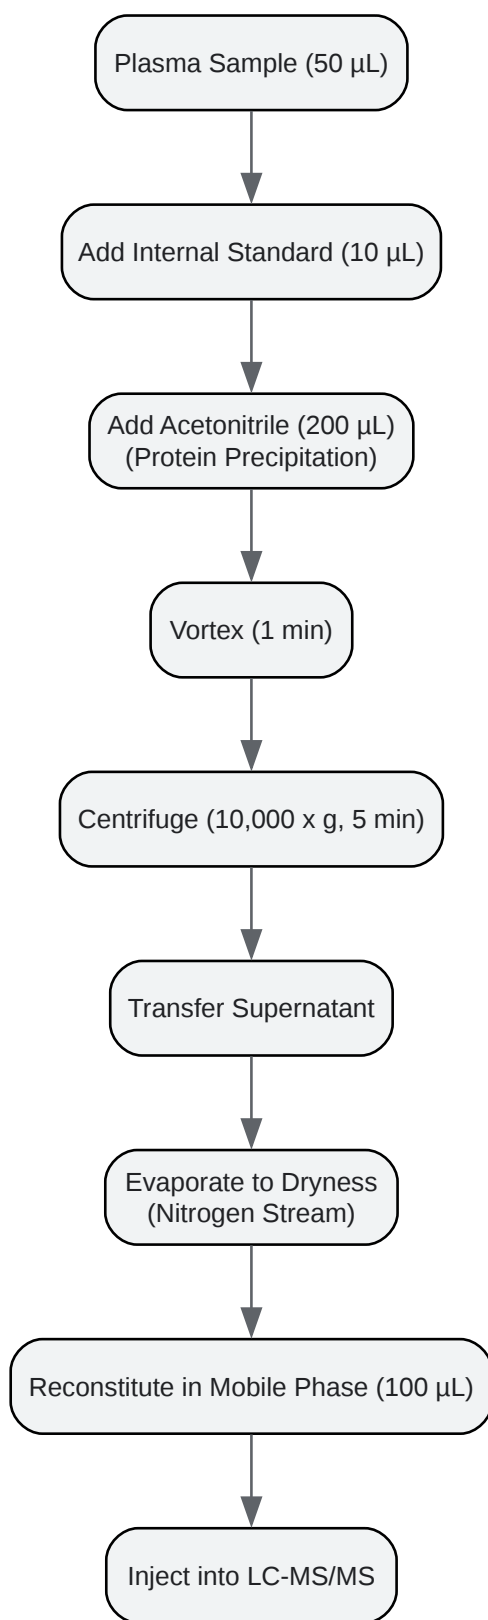 Plasma Sample (50 µL)
Add Internal Standard (10 µL)
Add Acetonitrile (200 µL)
(Protein Precipitation)
Vortex (1 min)
Centrifuge (10,000 x g, 5 min)
Transfer Supernatant
Evaporate to Dryness
(Nitrogen Stream)
Reconstitute in Mobile Phase (100 µL)
Inject into LC-MS/MS